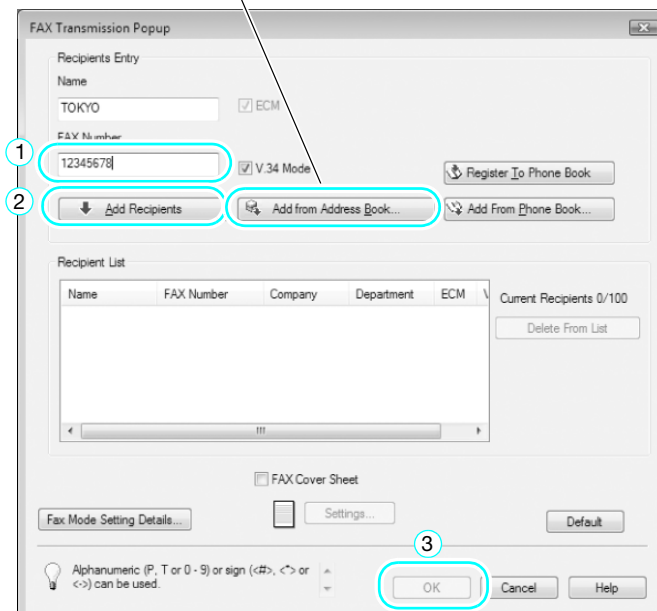 FAX Transmission Popup
Recipients Entry
Name
TOKYO
ECM
FAX Number
1
12345678
V.34 Mode
Register To Phone Book
2
Add Recipients
Add from Address Book...
Add From Phone Book...
Recipient List
Name FAX Number Company Department ECM
Current Recipients 0/100
Delete From List
FAX Cover Sheet
Fax Mode Setting Details...
Settings...
Default
3
Alphanumeric (P, T or 0 - 9) or sign (<#>, <*> or
<-> ) can be used.
OK
Cancel
Help